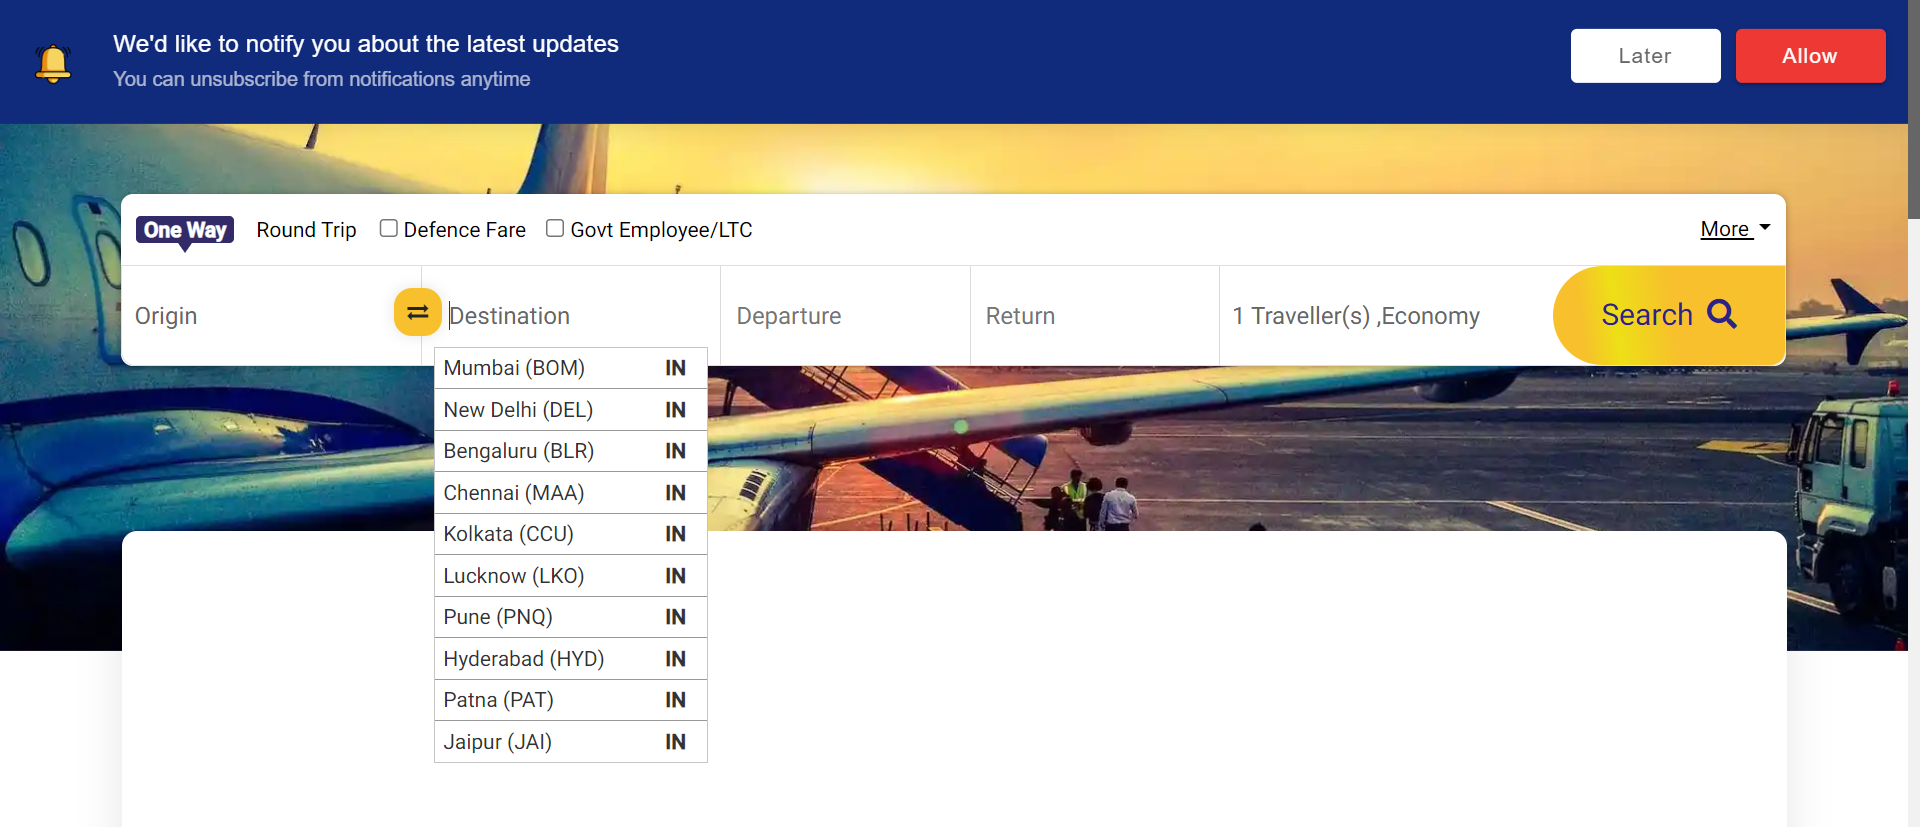 We'd like to notify you about the latest updates
You can unsubscribe from notifications anytime
Later
Allow
One Way
Round Trip
Defence Fare
Govt Employee/LTC
More
Origin
Destination
Departure
Return
1 Traveller(s) ,Economy
Search
Mumbai (BOM) IN
New Delhi (DEL) IN
Bengaluru (BLR) IN
Chennai (MAA) IN
Kolkata (CCU) IN
Lucknow (LKO) IN
Pune (PNQ) IN
Hyderabad (HYD) IN
Patna (PAT) IN
Jaipur (JAI) IN